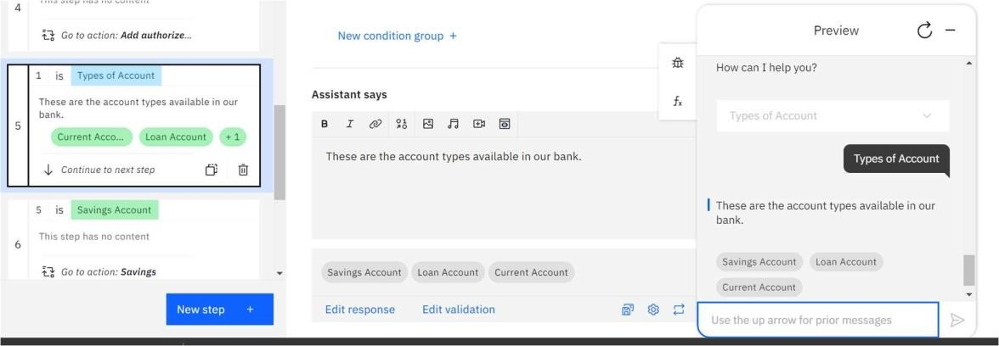 4
This step has no content
Go to action: Add authorize...
1 is Types of Account
These are the account types available in our
bank.
5
Current Acco... Loan Account + 1
Continue to next step
5 is Savings Account
This step has no content
6
Go to action: Savings
New step +
New condition group +
Assistant says
B I
These are the account types available in our bank.
Savings Account Loan Account Current Account
Edit response Edit validation
fx
Preview
How can I help you?
Types of Account
Types of Account
These are the account types available in our
bank.
Savings Account Loan Account
Current Account
Use the up arrow for prior messages